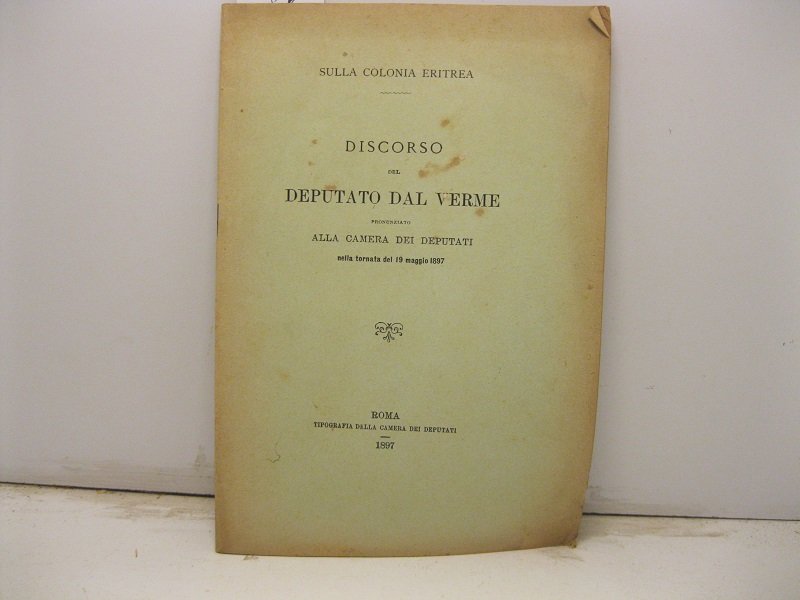 SULLA COLONIA ERITREA
DISCORSO
DEL
DEPUTATO DAL VERME
PRONUNZIATO
ALLA CAMERA DEI DEPUTATI
nella tornata del 19 maggio 1897
ROMA
TIPOGRAFIA DELLA CAMERA DEI DEPUTATI
1897